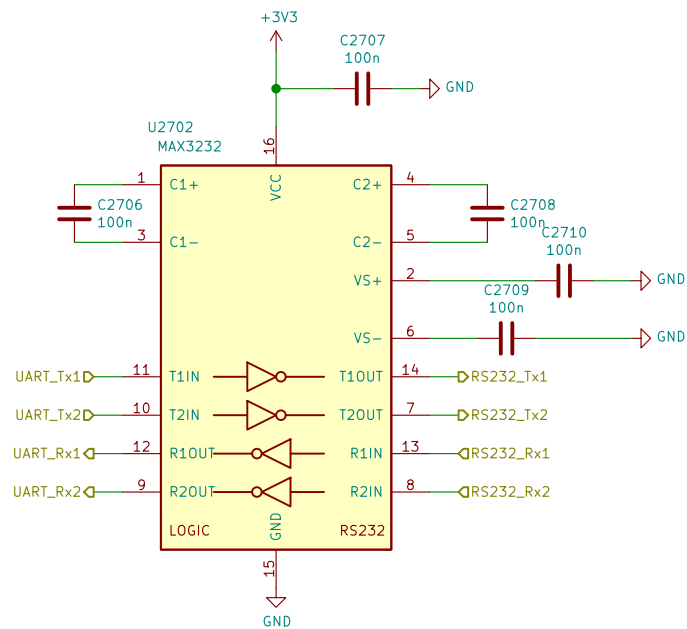 +3V3
C2707
100n
GND
U2702
MAX3232
16
VCC
1
C1+
C2+
4
C2706
100n
C2708
100n
3
C1-
C2-
5
C2710
100n
VS+
2
GND
C2709
100n
VS-
6
GND
UART_Tx1
11
T1IN
T1OUT
14
RS232_Tx1
UART_Tx2
10
T2IN
T2OUT
7
RS232_Tx2
UART_Rx1
12
R1OUT
R1IN
13
RS232_Rx1
UART_Rx2
9
R2OUT
R2IN
8
RS232_Rx2
LOGIC
GND
RS232
15
GND